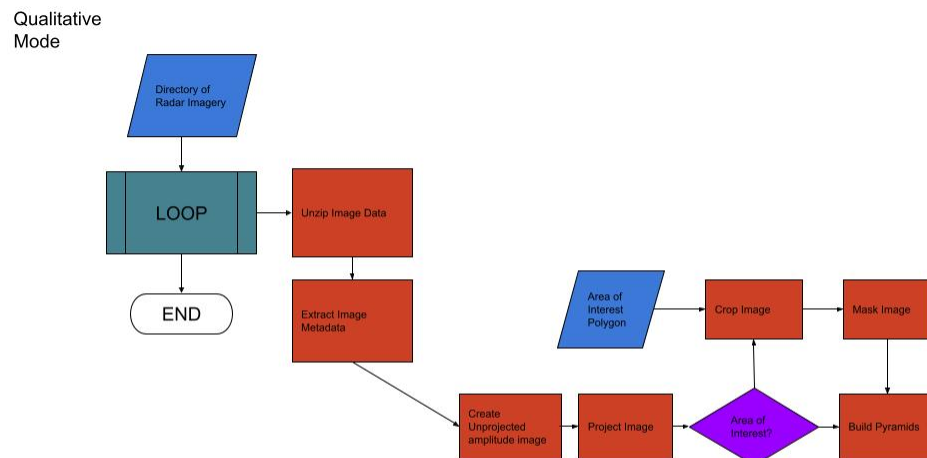 Qualitative
Mode
Directory of
Radar Imagery
LOOP
Unzip Image Data
END
Extract Image
Metadata
Area of
Interest
Polygon
Crop Image
Mask Image
Create
Unprojected
amplitude image
Project Image
Area of
Interest?
Build Pyramids